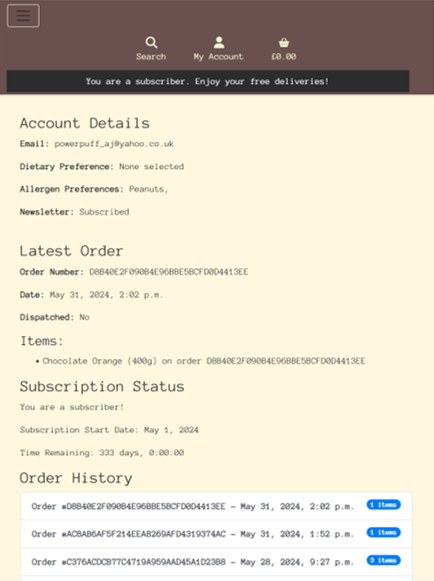 Search My Account £0.00
You are a subscriber. Enjoy your free deliveries!
Account Details
Email: powerpuff_aj@yahoo.co.uk
Dietary Preference: None selected
Allergen Preferences: Peanuts,
Newsletter: Subscribed
Latest Order
Order Number: D8B40E2F090B4E96BBE5BCFD0D4413EE
Date: May 31, 2024, 2:02 p.m.
Dispatched: No
Items:
• Chocolate Orange (400g) on order D8B40E2F090B4E96BBE5BCFD0D4413EE
Subscription Status
You are a subscriber!
Subscription Start Date: May 1, 2024
Time Remaining: 333 days, 0:00:00
Order History
Order #D8B40E2F090B4E96BBE5BCFD0D4413EE - May 31, 2024, 2:02 p.m. 1 items
Order #AC8AB6AF5F214EEA8269AFD4319374AC - May 31, 2024, 1:52 p.m. 1 items
Order #C376ACDCB77C4719A959AAD45A1D23B8 - May 28, 2024, 9:27 p.m. 3 items